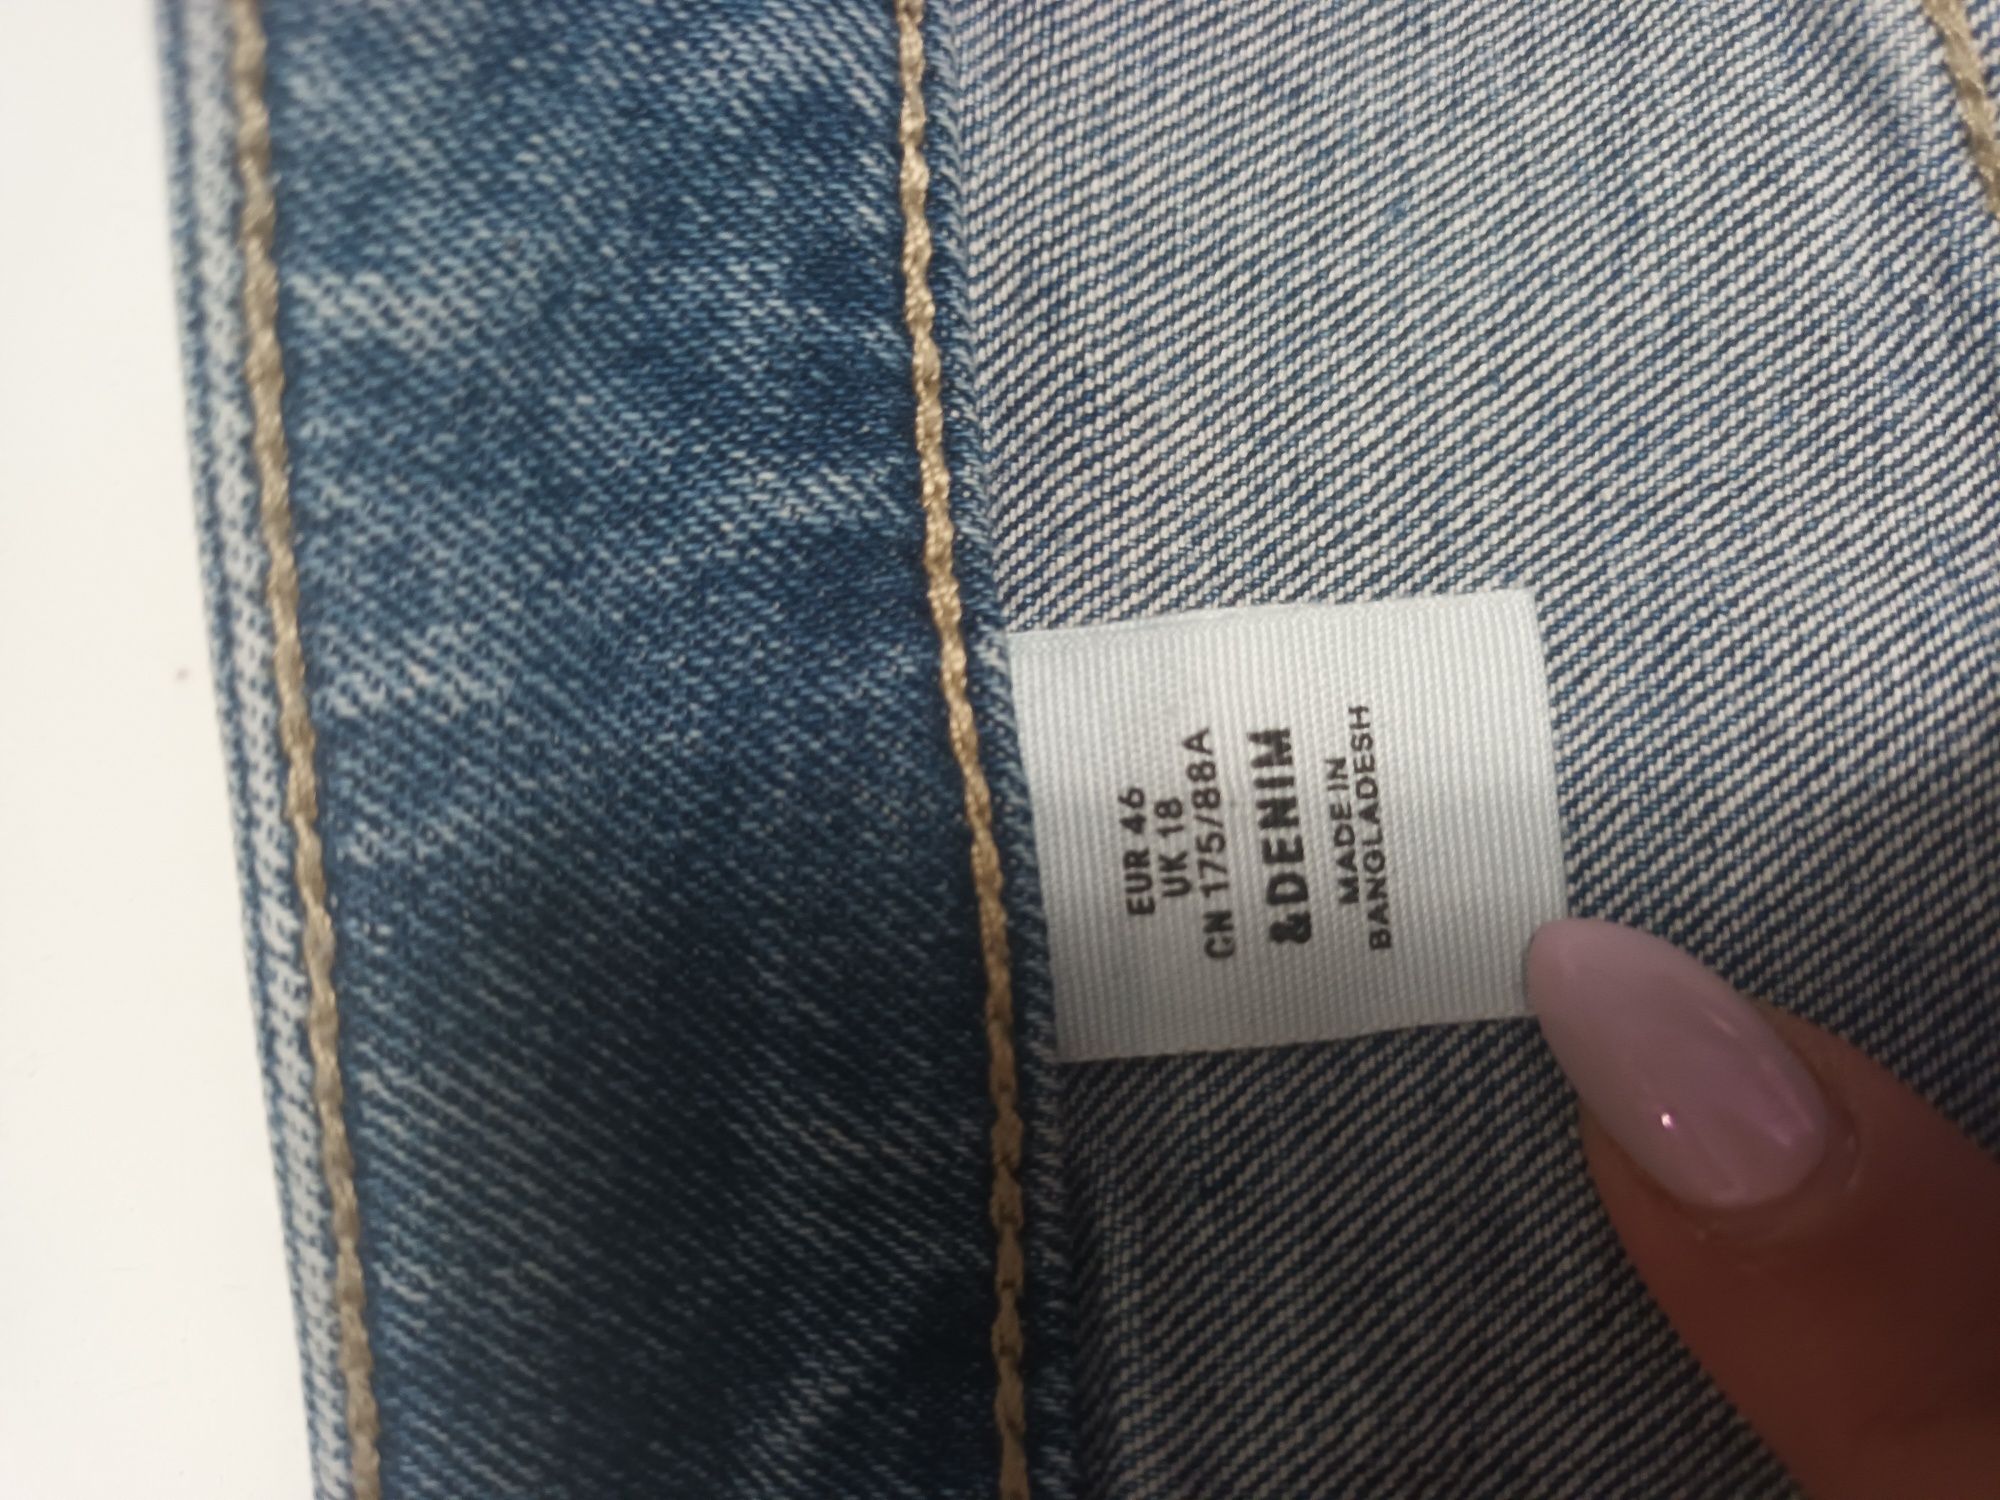 EUR 46
UK 18
CN 175/88A
&DENIM
MADE IN
BANGLADESH